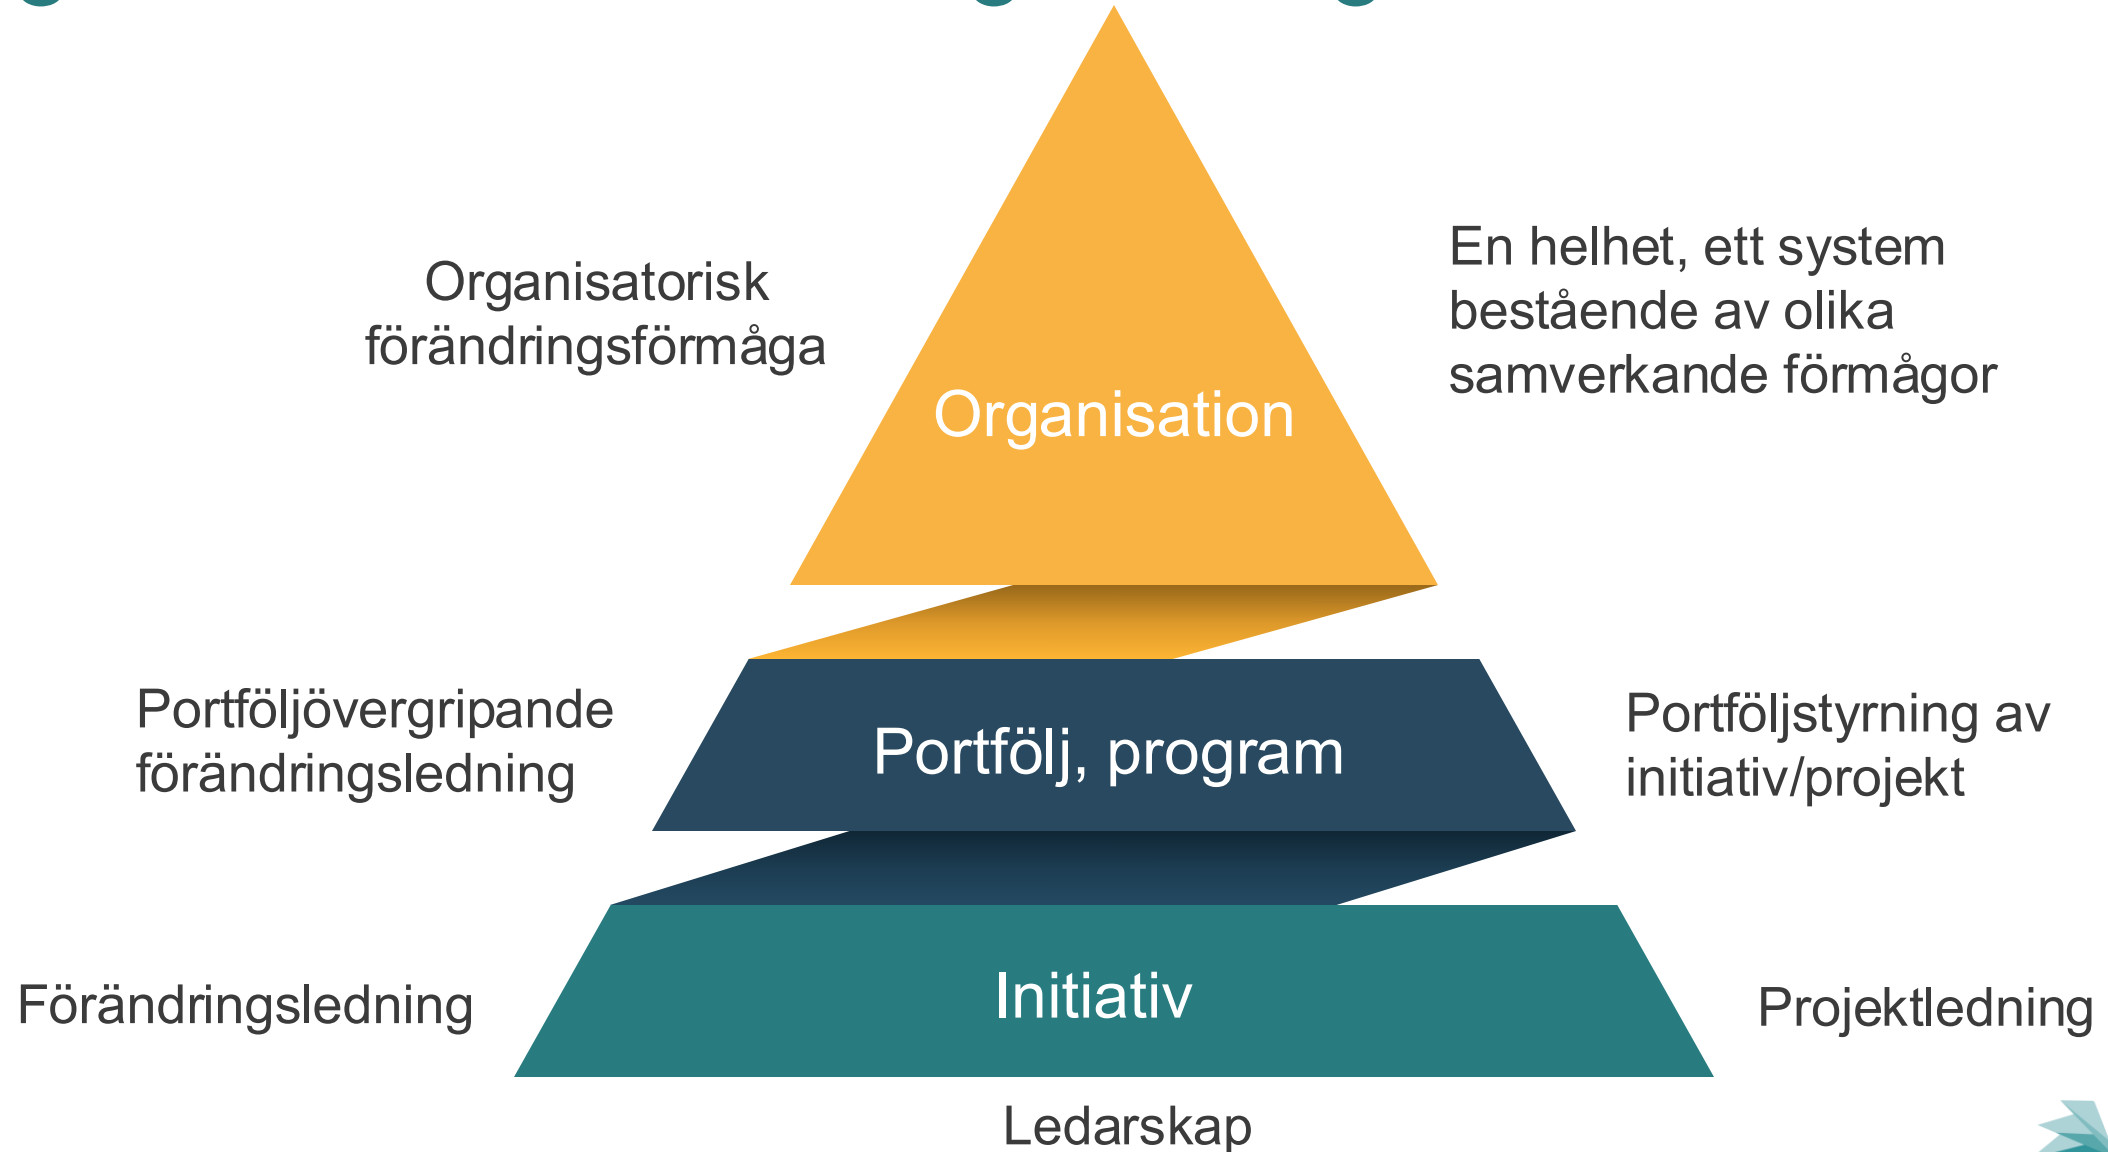 Organisatorisk
förändringsförmåga
Organisation
En helhet, ett system
bestående av olika
samverkande förmågor
Portföljövergripande
förändringsledning
Portfölj, program
Portföljstyrning av
initiativ/projekt
Förändringsledning
Initiativ
Projektledning
Ledarskap